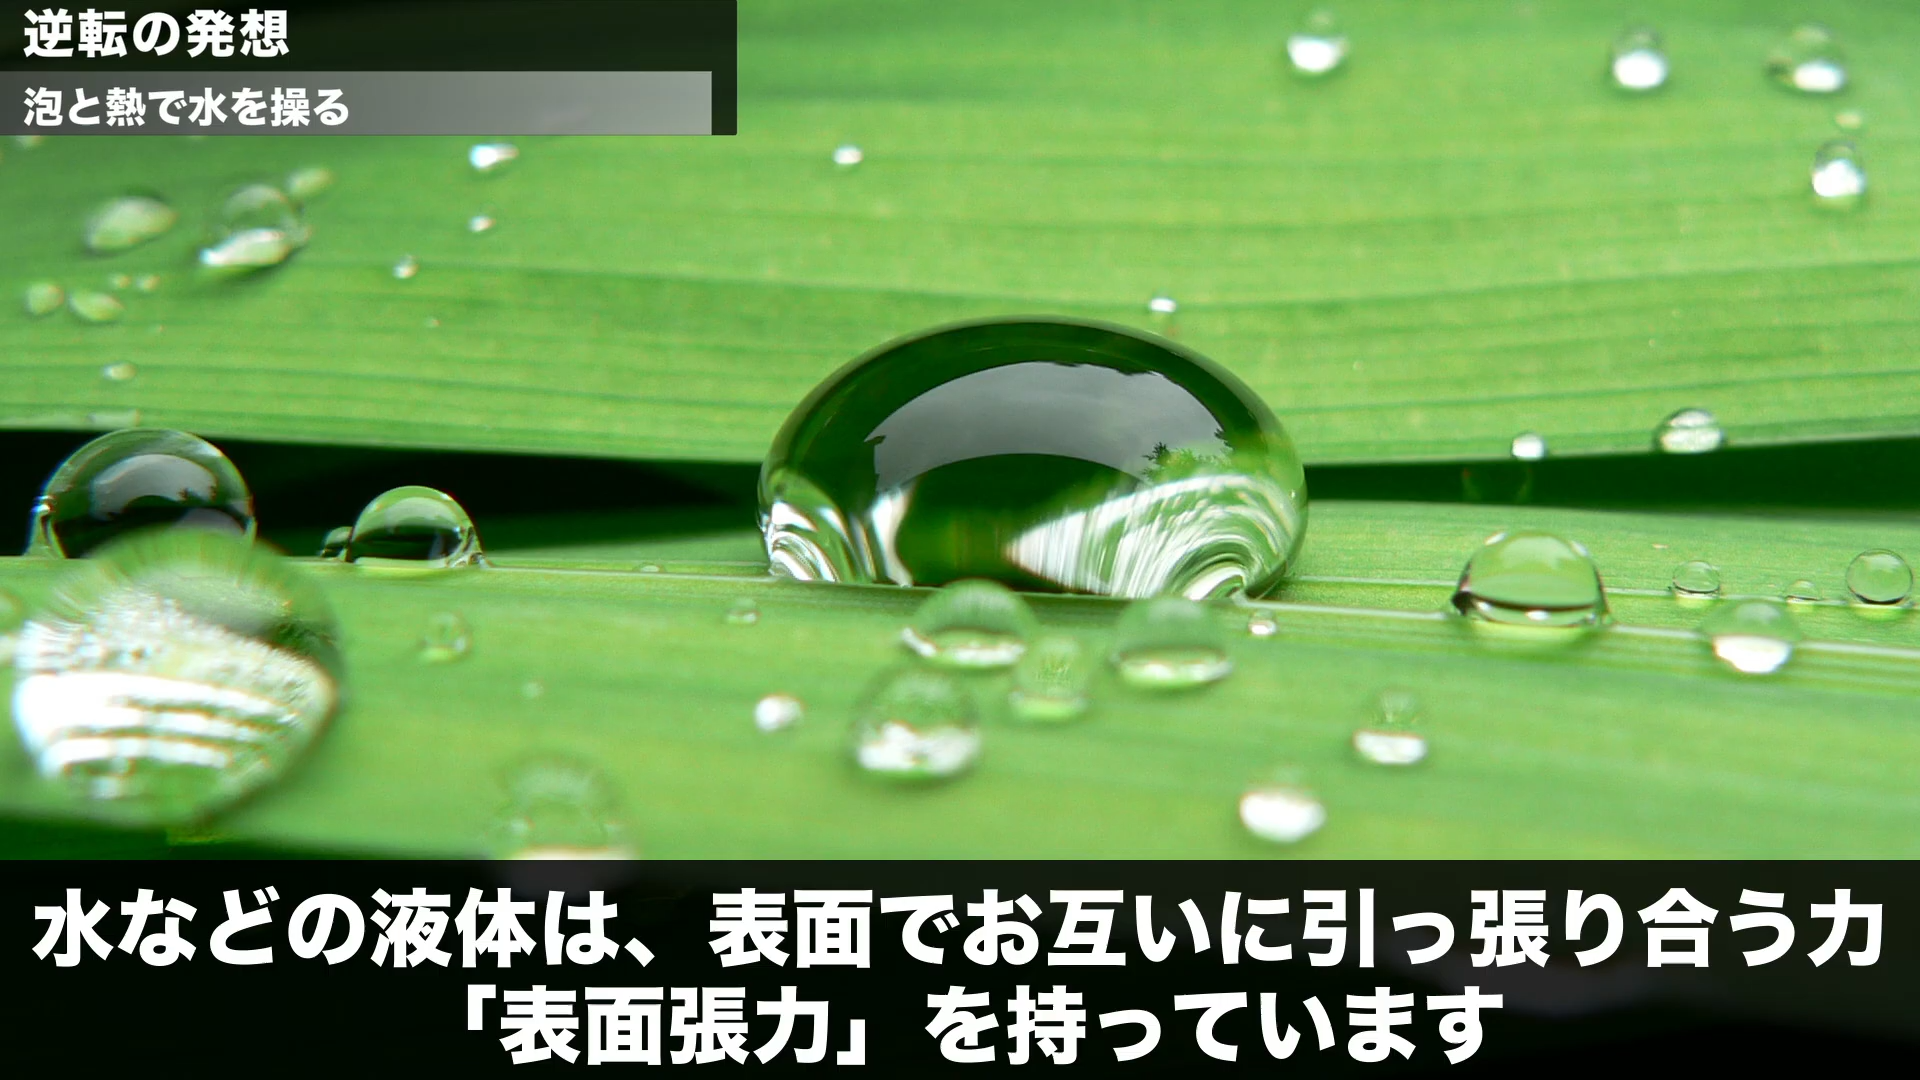 逆転の発想
泡と熱で水を操る
水などの液体は、表面でお互いに引っ張り合う力
「表面張力」を持っています